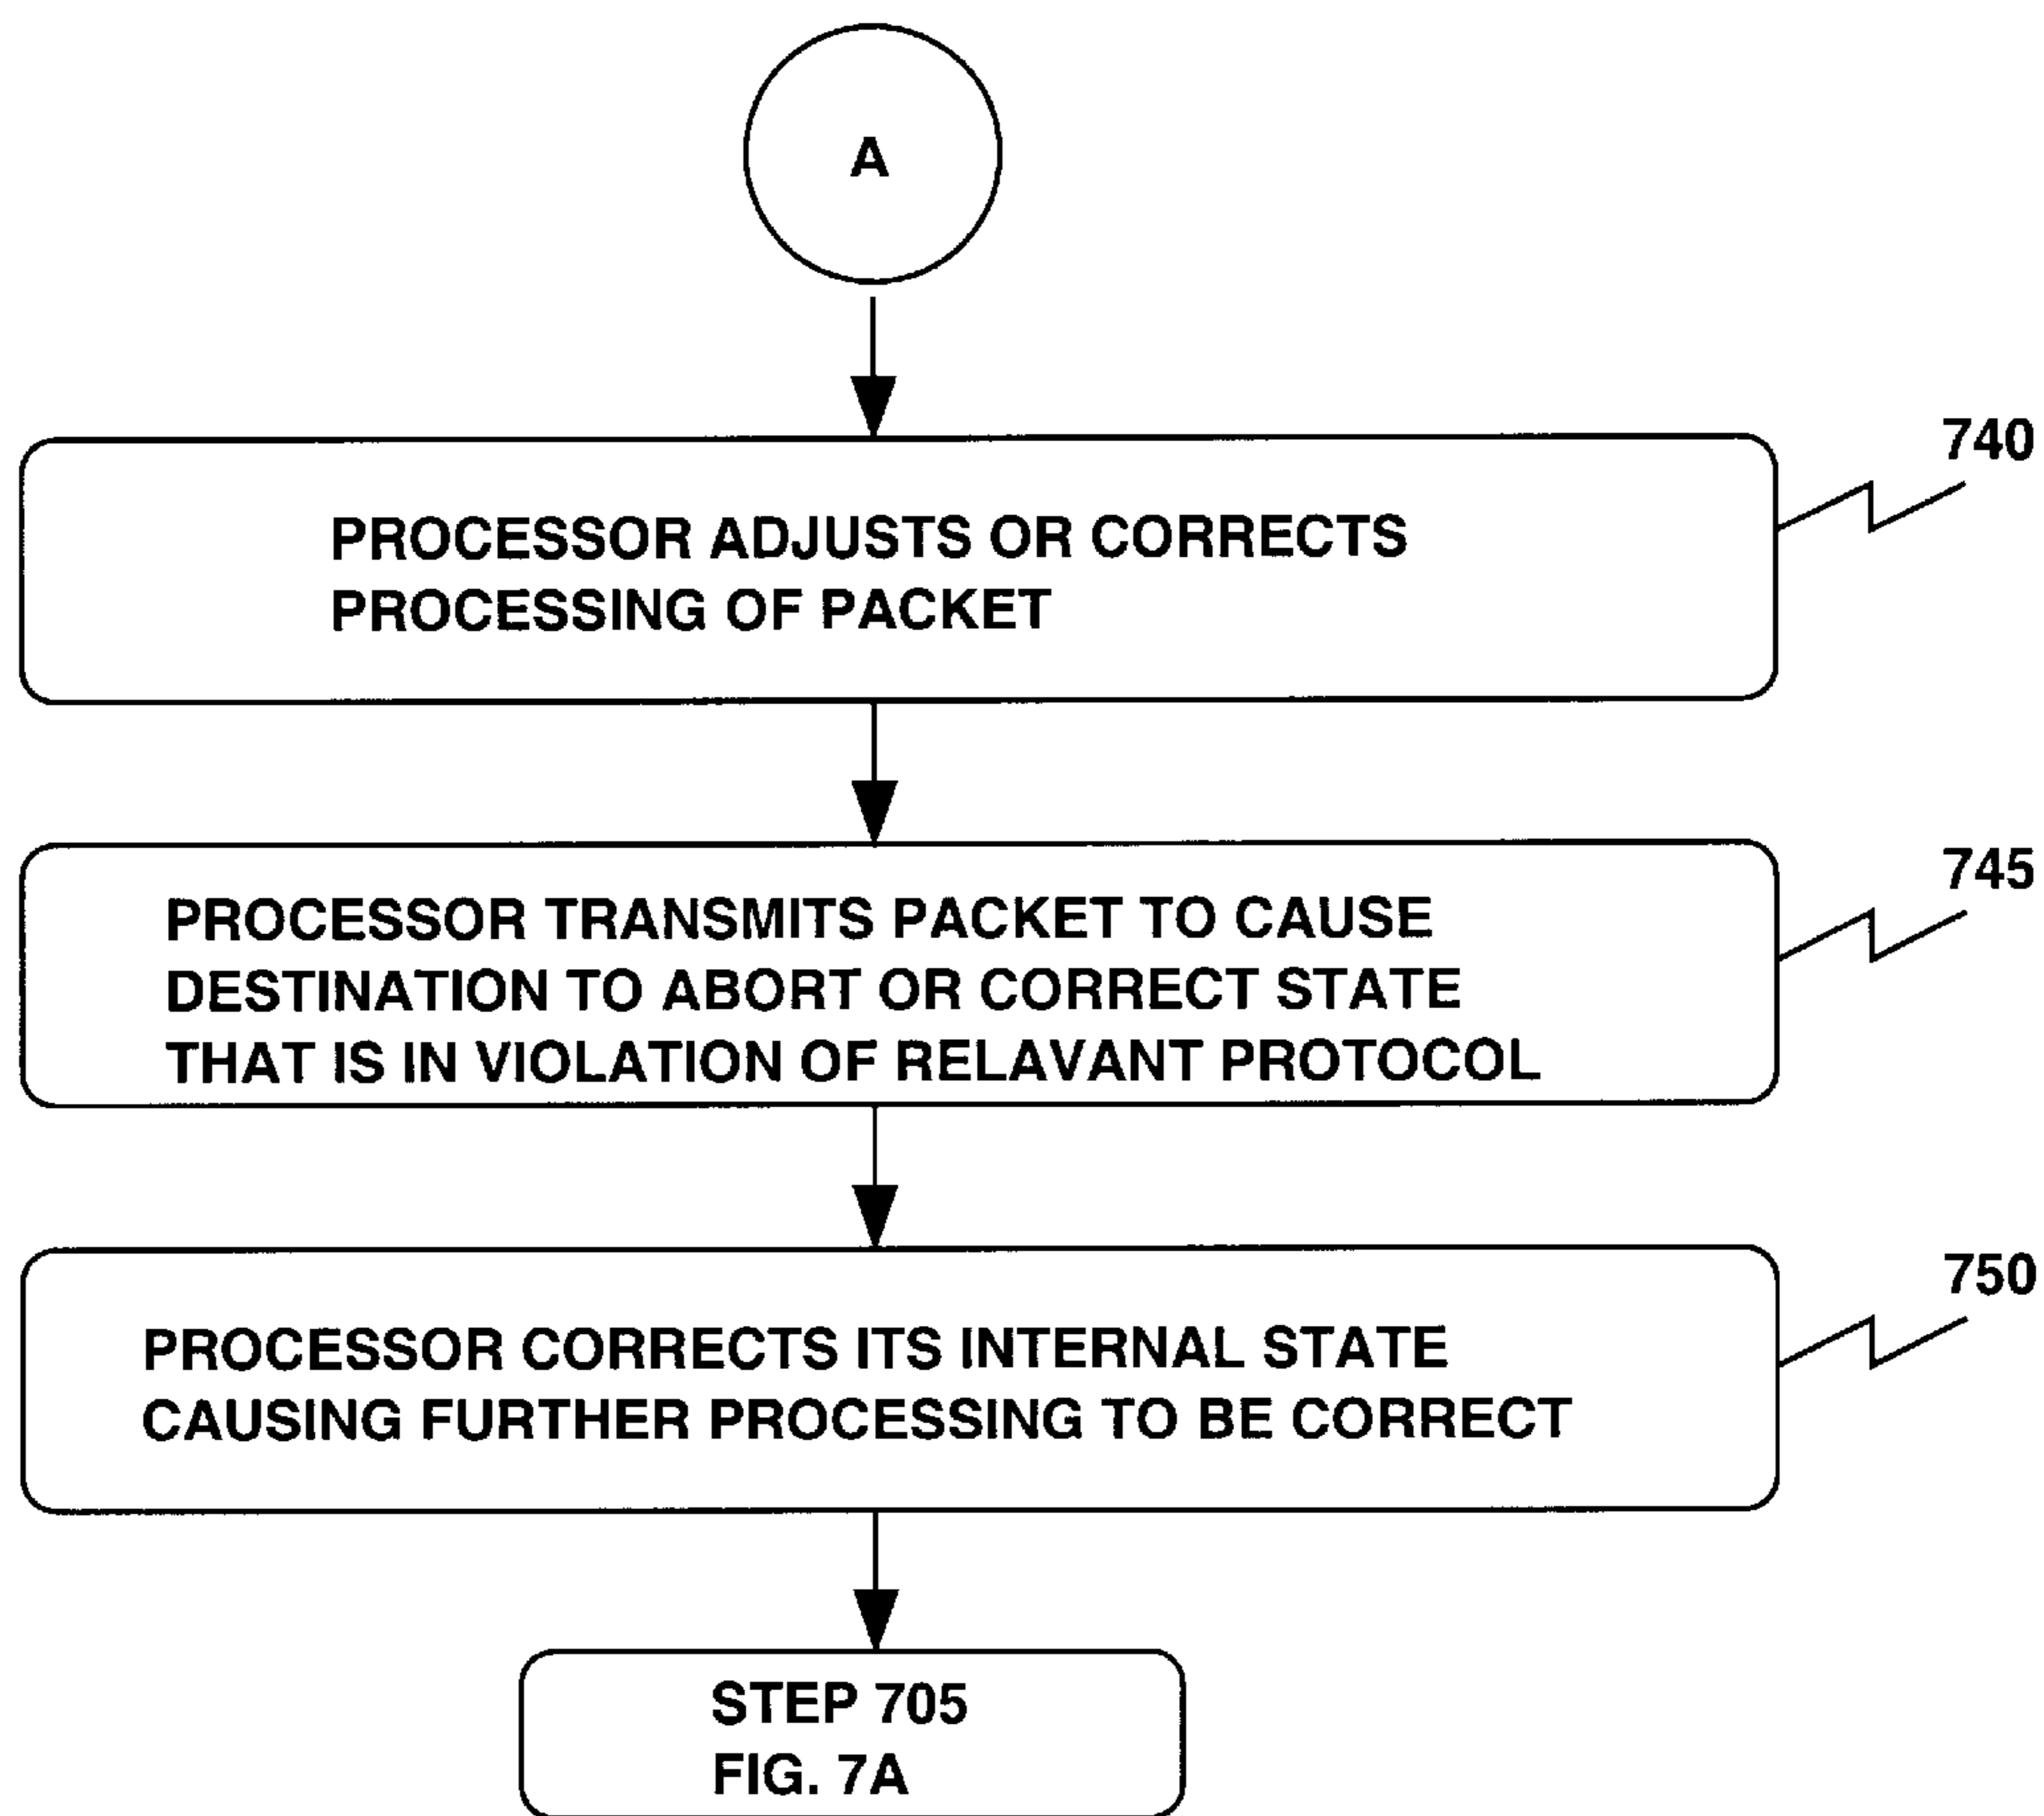 A
740
PROCESSOR ADJUSTS OR CORRECTS
PROCESSING OF PACKET
745
PROCESSOR TRANSMITS PACKET TO CAUSE
DESTINATION TO ABORT OR CORRECT STATE
THAT IS IN VIOLATION OF RELAVANT PROTOCOL
750
PROCESSOR CORRECTS ITS INTERNAL STATE
CAUSING FURTHER PROCESSING TO BE CORRECT
STEP 705
FIG. 7A